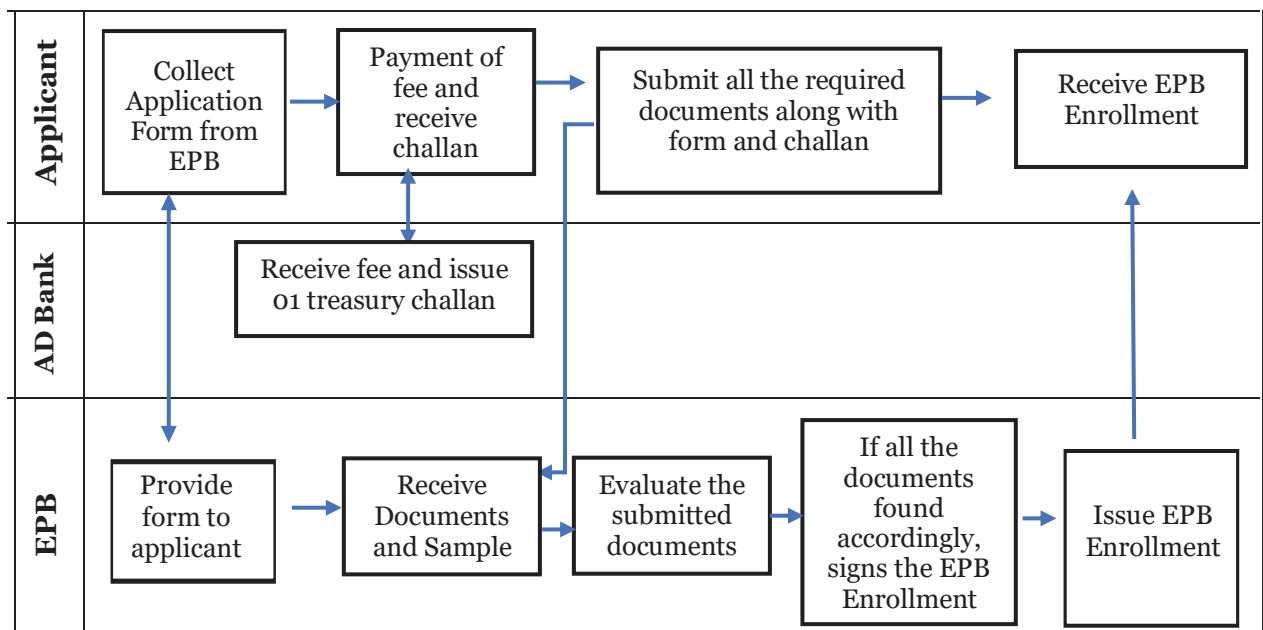 Applicant
Collect
Application
Form from
EPB
Payment of
fee and
receive
challan
Submit all the required
documents along with
form and challan
Receive EPB
Enrollment
AD Bank
Receive fee and issue
01 treasury challan
EPB
Provide
form to
applicant
Receive
Documents
and Sample
Evaluate the
submitted
documents
If all the
documents
found
accordingly,
signs the EPB
Enrollment
Issue EPB
Enrollment